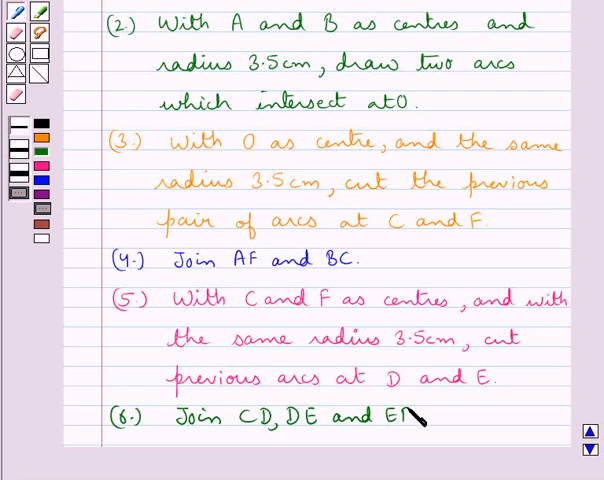 (2.) With A and B as centres and
radius 3.5cm, draw two arcs
which intersect at O.
(3.) With O as centre, and the same
radius 3.5cm, cut the previous
pair of arcs at C and F.
(4.) Join AF and BC.
(5.) With C and F as centres, and with
the same radius 3.5cm, cut
previous arcs at D and E.
(6.) Join CD, DE and